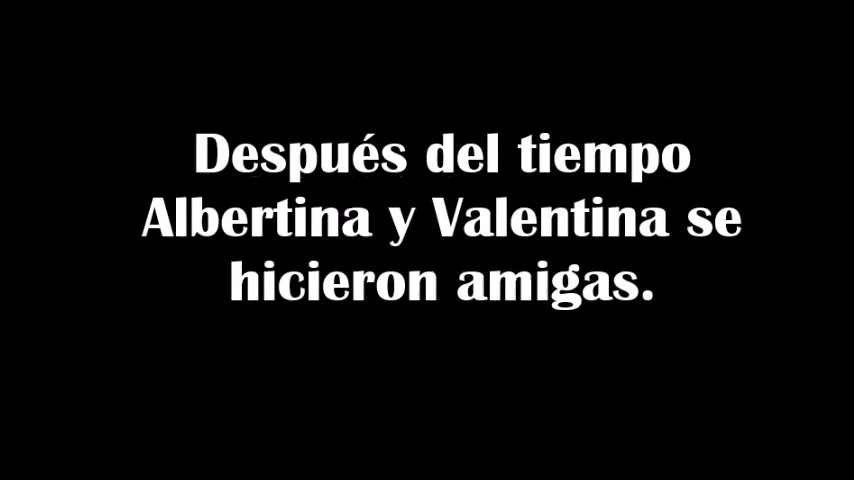 Después del tiempo
Albertina y Valentina se
hicieron amigas.